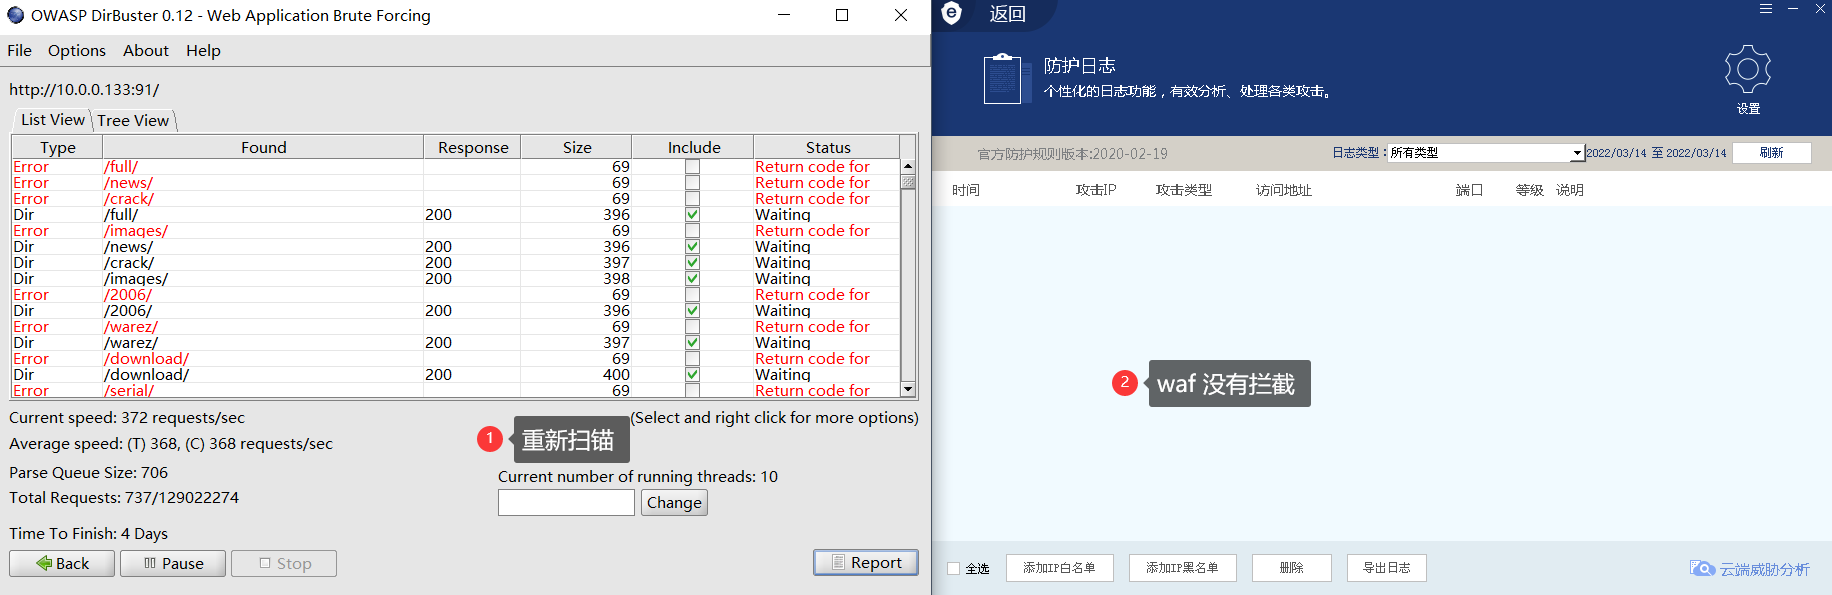 OWASP DirBuster 0.12 - Web Application Brute Forcing
File Options About Help
http://10.0.0.133:91/
List View Tree View
Type Found Response Size Include Status
Error /full/ 69 Return code for
Error /news/ 69 Return code for
Error /crack/ 69 Return code for
Dir /full/ 200 396 Waiting
Error /images/ 69 Return code for
Dir /news/ 200 396 Waiting
Dir /crack/ 200 397 Waiting
Dir /images/ 200 398 Waiting
Error /2006/ 69 Return code for
Dir /2006/ 200 396 Waiting
Error /warez/ 69 Return code for
Dir /warez/ 200 397 Waiting
Error /download/ 69 Return code for
Dir /download/ 200 400 Waiting
Error /serial/ 69 Return code for
Current speed: 372 requests/sec
(Select and right click for more options)
Average speed: (T) 368, (C) 368 requests/sec
1 重新扫锚
Parse Queue Size: 706
Current number of running threads: 10
Total Requests: 737/129022274
Change
Time To Finish: 4 Days
Back Pause Stop Report
返回
防护日志
个性化的日志功能，有效分析、处理各类攻击。
设置
官方防护规则版本:2020-02-19
日志类型：所有类型 2022/03/14 至 2022/03/14 刷新
时间 攻击IP 攻击类型 访问地址 端口 等级 说明
2 waf 没有拦截
全选 添加IP白名单 添加IP黑名单 删除 导出日志 云端威胁分析